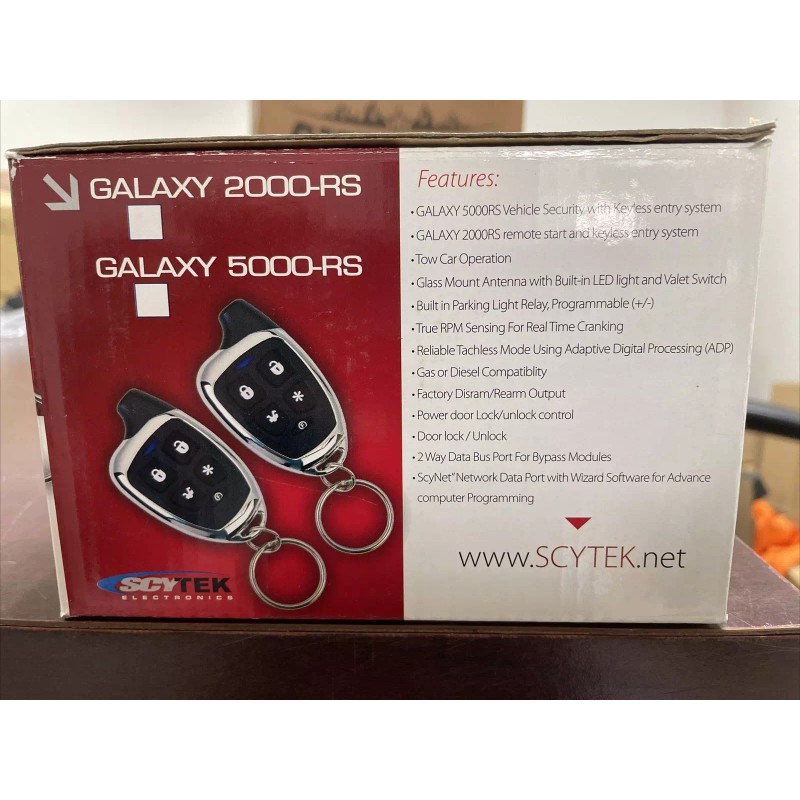 GALAXY 2000-RS
GALAXY 5000-RS
SCYTEK
ELECTRONICS
Features:
• GALAXY 5000RS Vehicle Security with Keyless entry system
• GALAXY 2000RS remote start and keyless entry system
• Tow Car Operation
• Glass Mount Antenna with Built-in LED light and Valet Switch
• Built in Parking Light Relay, Programmable (+/-)
• True RPM Sensing For Real Time Cranking
• Reliable Tachless Mode Using Adaptive Digital Processing (ADP)
• Gas or Diesel Compatiblity
• Factory Disram/Rearm Output
• Power door Lock/unlock control
• Door lock / Unlock
• 2 Way Data Bus Port For Bypass Modules
• ScyNet" Network Data Port with Wizard Software for Advance
computer Programming
www.SCYTEK.net